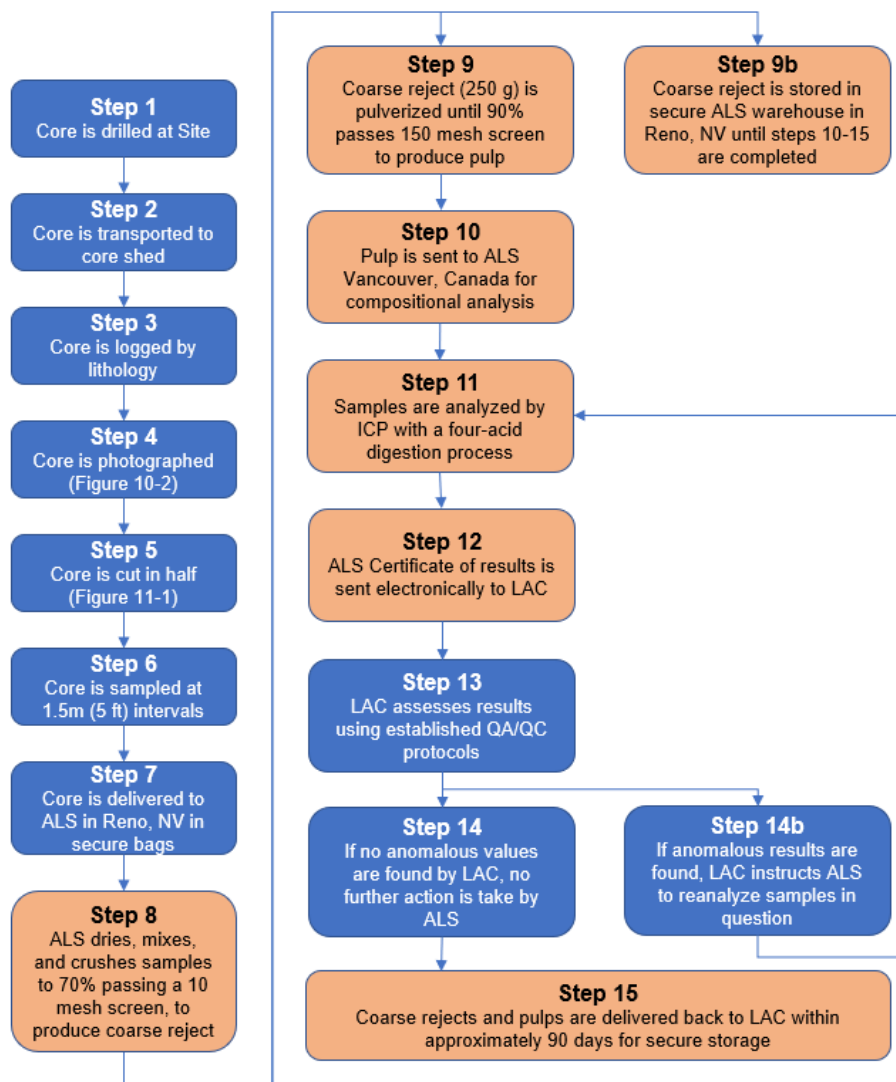 Step 1
Core is drilled at Site
Step 2
Core is transported to
core shed
Step 3
Core is logged by
lithology
Step 4
Core is photographed
(Figure 10-2)
Step 5
Core is cut in half
(Figure 11-1)
Step 6
Core is sampled at
1.5m (5 ft) intervals
Step 7
Core is delivered to
ALS in Reno, NV in
secure bags
Step 8
ALS dries, mixes,
and crushes samples
to 70% passing a 10
mesh screen, to
produce coarse reject
Step 9
Coarse reject (250 g) is
pulverized until 90%
passes 150 mesh screen
to produce pulp
Step 9b
Coarse reject is stored in
secure ALS warehouse in
Reno, NV until steps 10-15
are completed
Step 10
Pulp is sent to ALS
Vancouver, Canada for
compositional analysis
Step 11
Samples are analyzed by
ICP with a four-acid
digestion process
Step 12
ALS Certificate of results is
sent electronically to LAC
Step 13
LAC assesses results
using established QA/QC
protocols
Step 14
If no anomalous values
are found by LAC, no
further action is take by
ALS
Step 14b
If anomalous results are
found, LAC instructs ALS
to reanalyze samples in
question
Step 15
Coarse rejects and pulps are delivered back to LAC within
approximately 90 days for secure storage